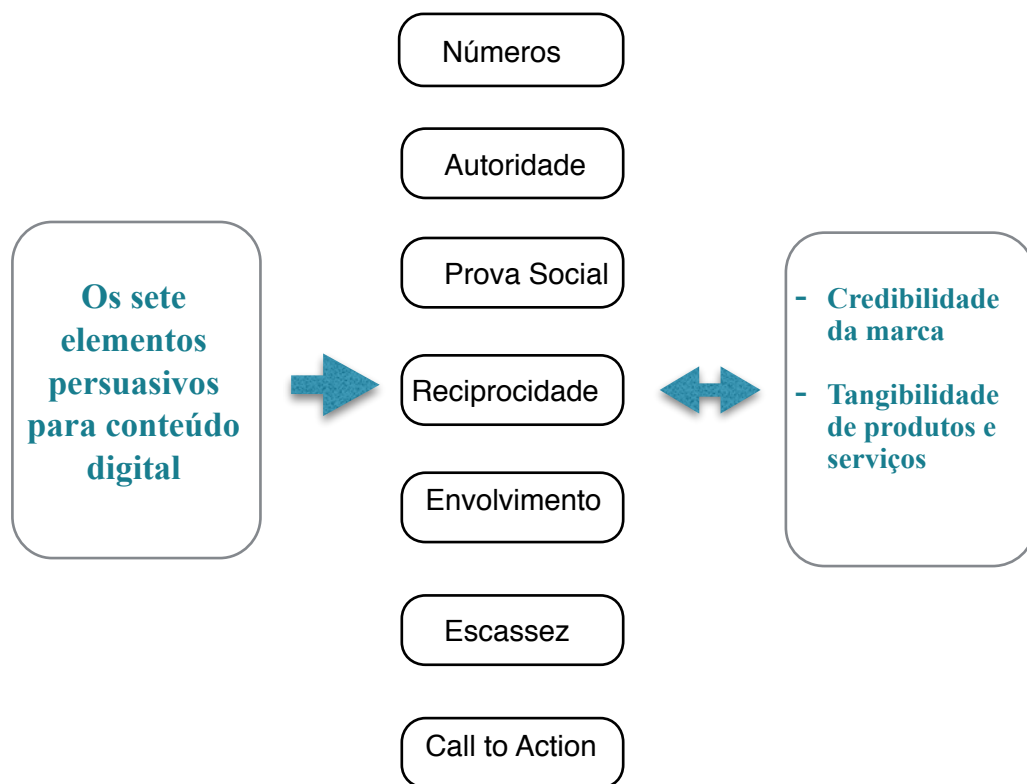 Os sete
elementos
persuasivos
para conteúdo
digital
Números
Autoridade
Prova Social
Reciprocidade
Envolvimento
Escassez
Call to Action
- Credibilidade
da marca
- Tangibilidade
de produtos e
serviços